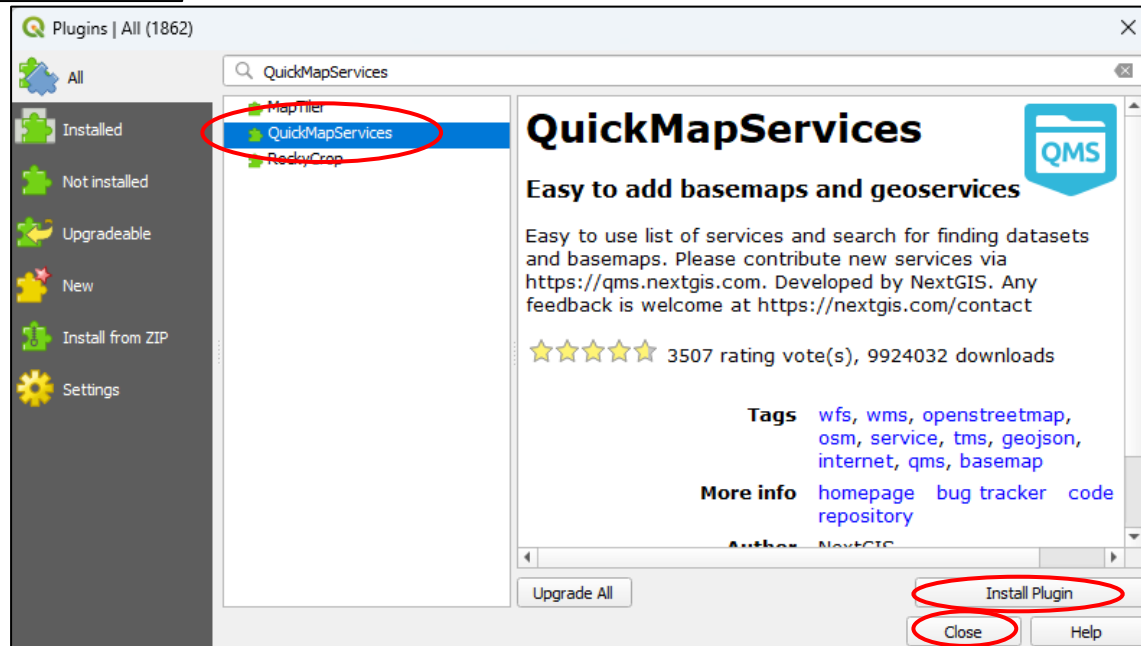 Plugins | All (1862)
All
QuickMapServices
Installed
Not installed
Upgradeable
New
Install from ZIP
Settings
MapTiler
QuickMapServices
RockyCrop
QuickMapServices
QMS
Easy to add basemaps and geoservices
Easy to use list of services and search for finding datasets
and basemaps. Please contribute new services via
https://qms.nextgis.com. Developed by NextGIS. Any
feedback is welcome at https://nextgis.com/contact
3507 rating vote(s), 9924032 downloads
Tags wfs, wms, openstreetmap,
osm, service, tms, geojson,
internet, qms, basemap
More info homepage bug tracker code
repository
Author NextGIS
Upgrade All
Install Plugin
Close
Help